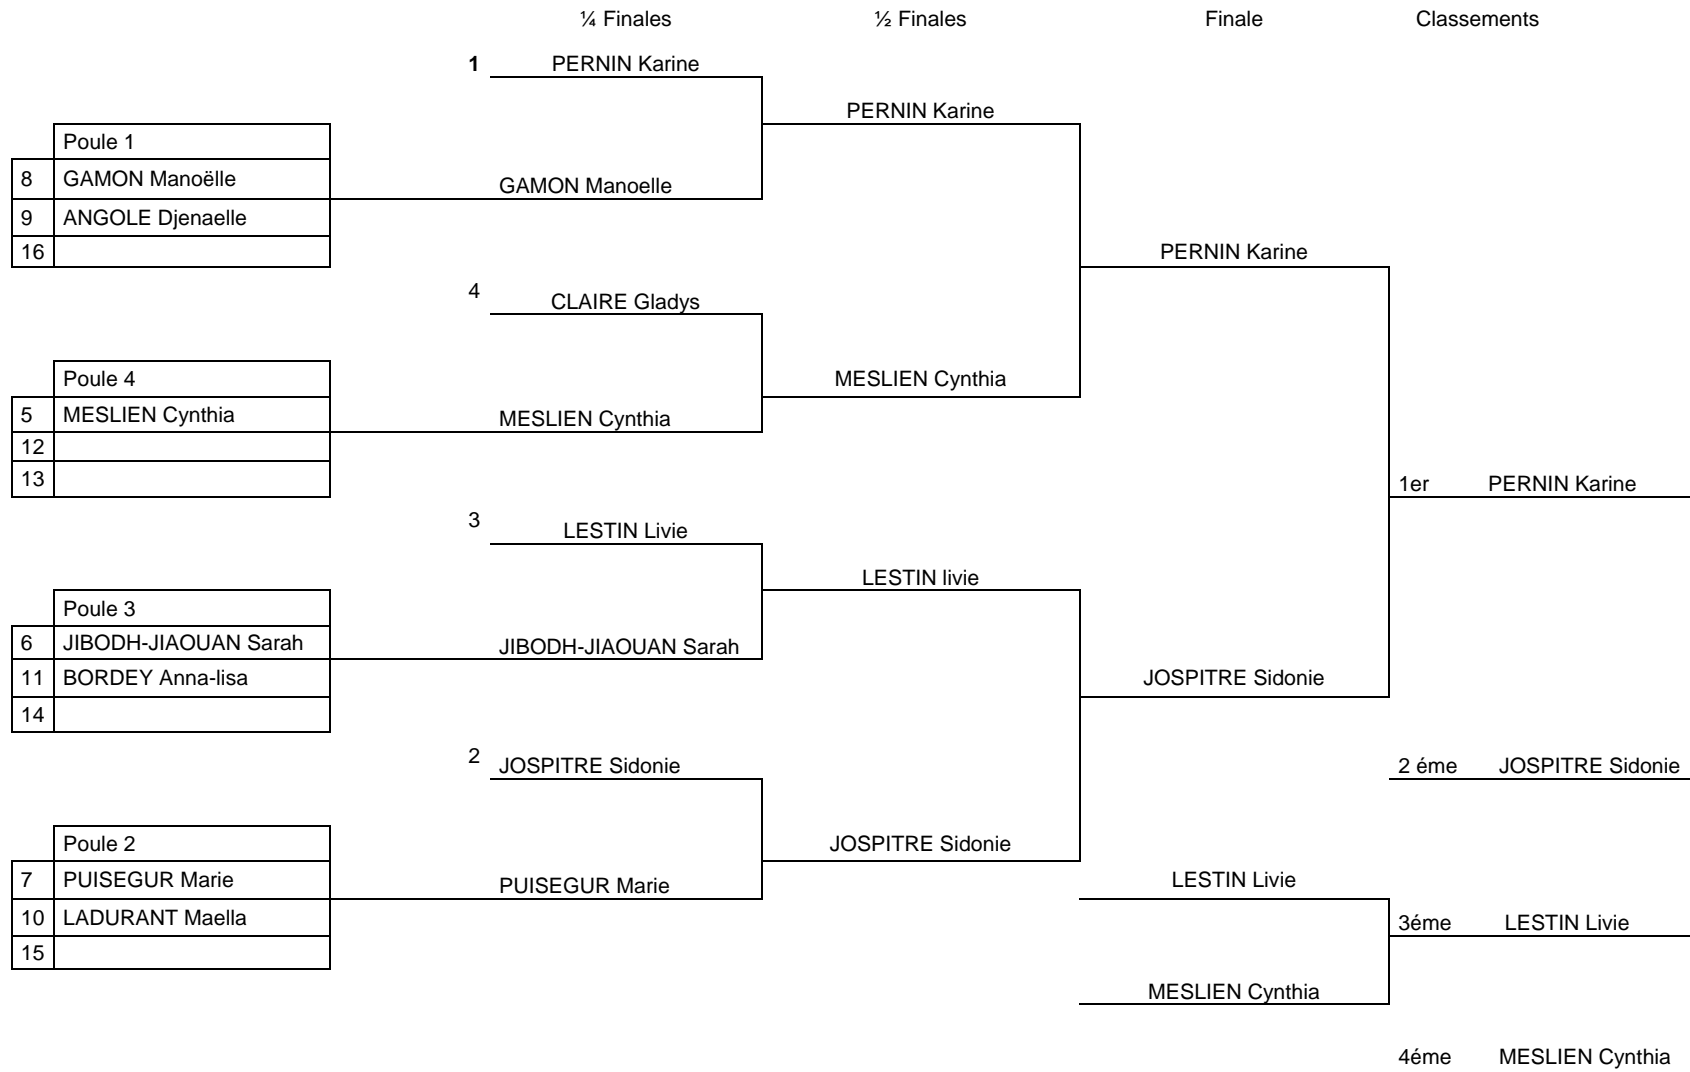 ¼ Finales ½ Finales Finale Classements
1 PERNIN Karine
PERNIN Karine
Poule 1
8 GAMON Manoëlle GAMON Manoelle
9 ANGOLE Djenaelle
16 PERNIN Karine
4 CLAIRE Gladys
Poule 4 MESLIEN Cynthia
5 MESLIEN Cynthia MESLIEN Cynthia
12
13
1er PERNIN Karine
3 LESTIN Livie
LESTIN livie
Poule 3
6 JIBODH-JIAOUAN Sarah JIBODH-JIAOUAN Sarah
11 BORDEY Anna-lisa JOSPITRE Sidonie
14
2 JOSPITRE Sidonie 2 éme JOSPITRE Sidonie
Poule 2 JOSPITRE Sidonie
7 PUISEGUR Marie PUISEGUR Marie LESTIN Livie
10 LADURANT Maella 3éme LESTIN Livie
15
MESLIEN Cynthia
4éme MESLIEN Cynthia